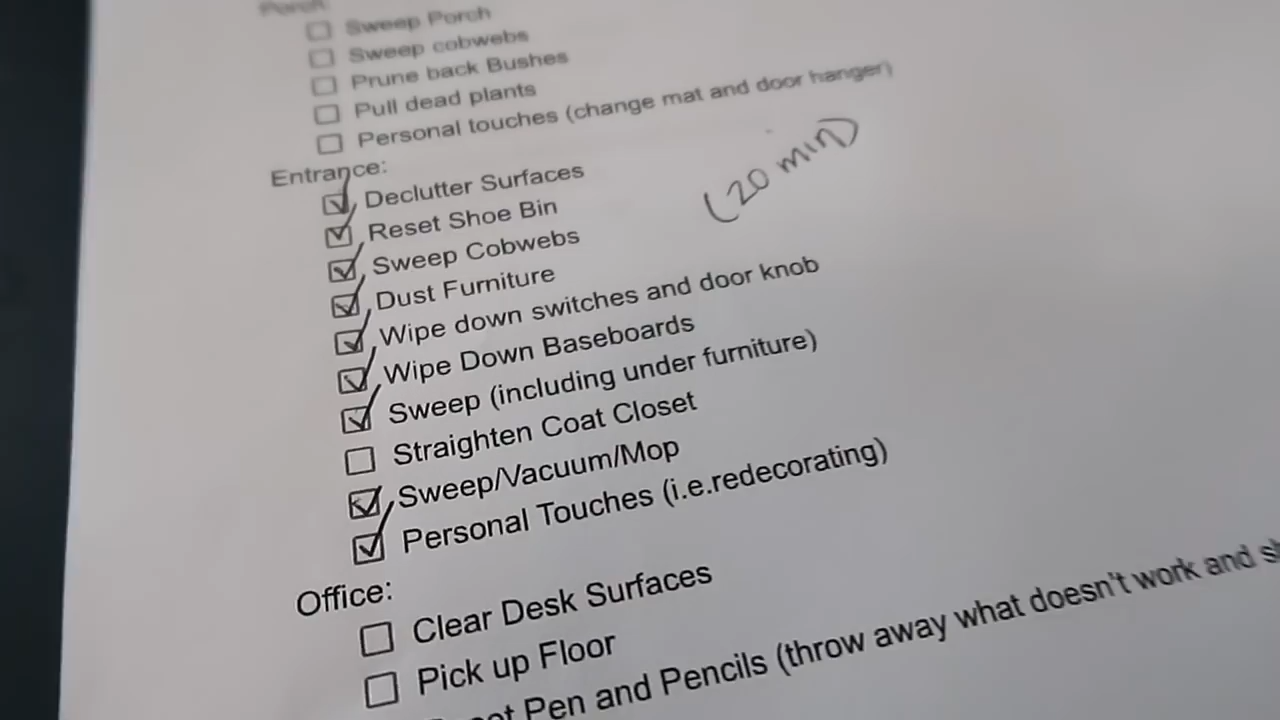 Porch:
Sweep Porch
Sweep cobwebs
Prune back Bushes
Pull dead plants
Personal touches (change mat and door hanger)
Entrance:
Declutter Surfaces
(20 min)
Reset Shoe Bin
Sweep Cobwebs
Dust Furniture
Wipe down switches and door knob
Wipe Down Baseboards
Sweep (including under furniture)
Straighten Coat Closet
Sweep/Vacuum/Mop
Personal Touches (i.e.redecorating)
Office:
Clear Desk Surfaces
Pick up Floor
Pen and Pencils (throw away what doesn't work and